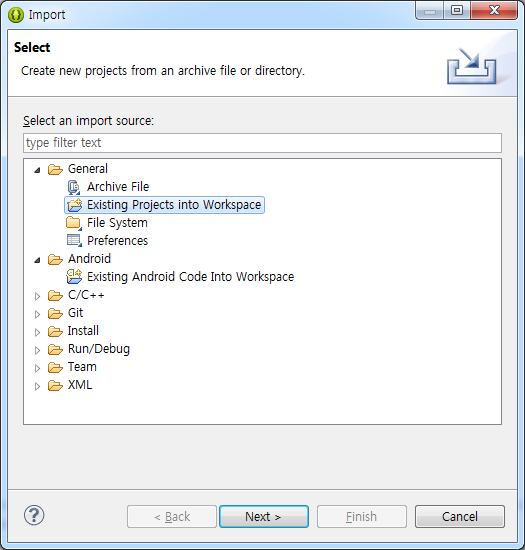 Import
Select
Create new projects from an archive file or directory.
Select an import source:
type filter text
General
Archive File
Existing Projects into Workspace
File System
Preferences
Android
Existing Android Code Into Workspace
C/C++
Git
Install
Run/Debug
Team
XML
?
< Back
Next >
Finish
Cancel